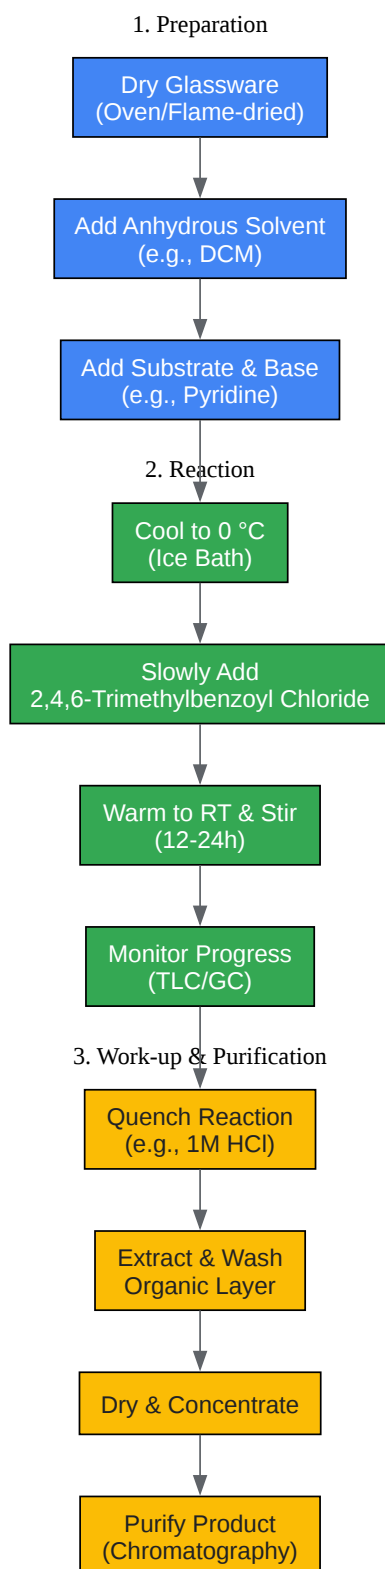 1. Preparation
Dry Glassware
(Oven/Flame-dried)
Add Anhydrous Solvent
(e.g., DCM)
Add Substrate & Base
(e.g., Pyridine)
2. Reaction
Cool to 0 °C
(Ice Bath)
Slowly Add
2,4,6-Trimethylbenzoyl Chloride
Warm to RT & Stir
(12-24h)
Monitor Progress
(TLC/GC)
3. Work-up & Purification
Quench Reaction
(e.g., 1M HCl)
Extract & Wash
Organic Layer
Dry & Concentrate
Purify Product
(Chromatography)